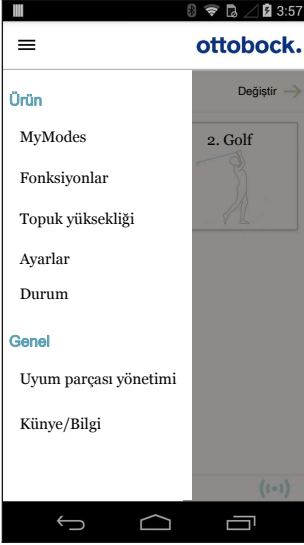 3:57
ottobock.
Ürün
Değiştir
MyModes
2. Golf
Fonksiyonlar
Topuk yüksekliği
Ayarlar
Durum
Genel
Uyum parçası yönetimi
Künye/Bilgi